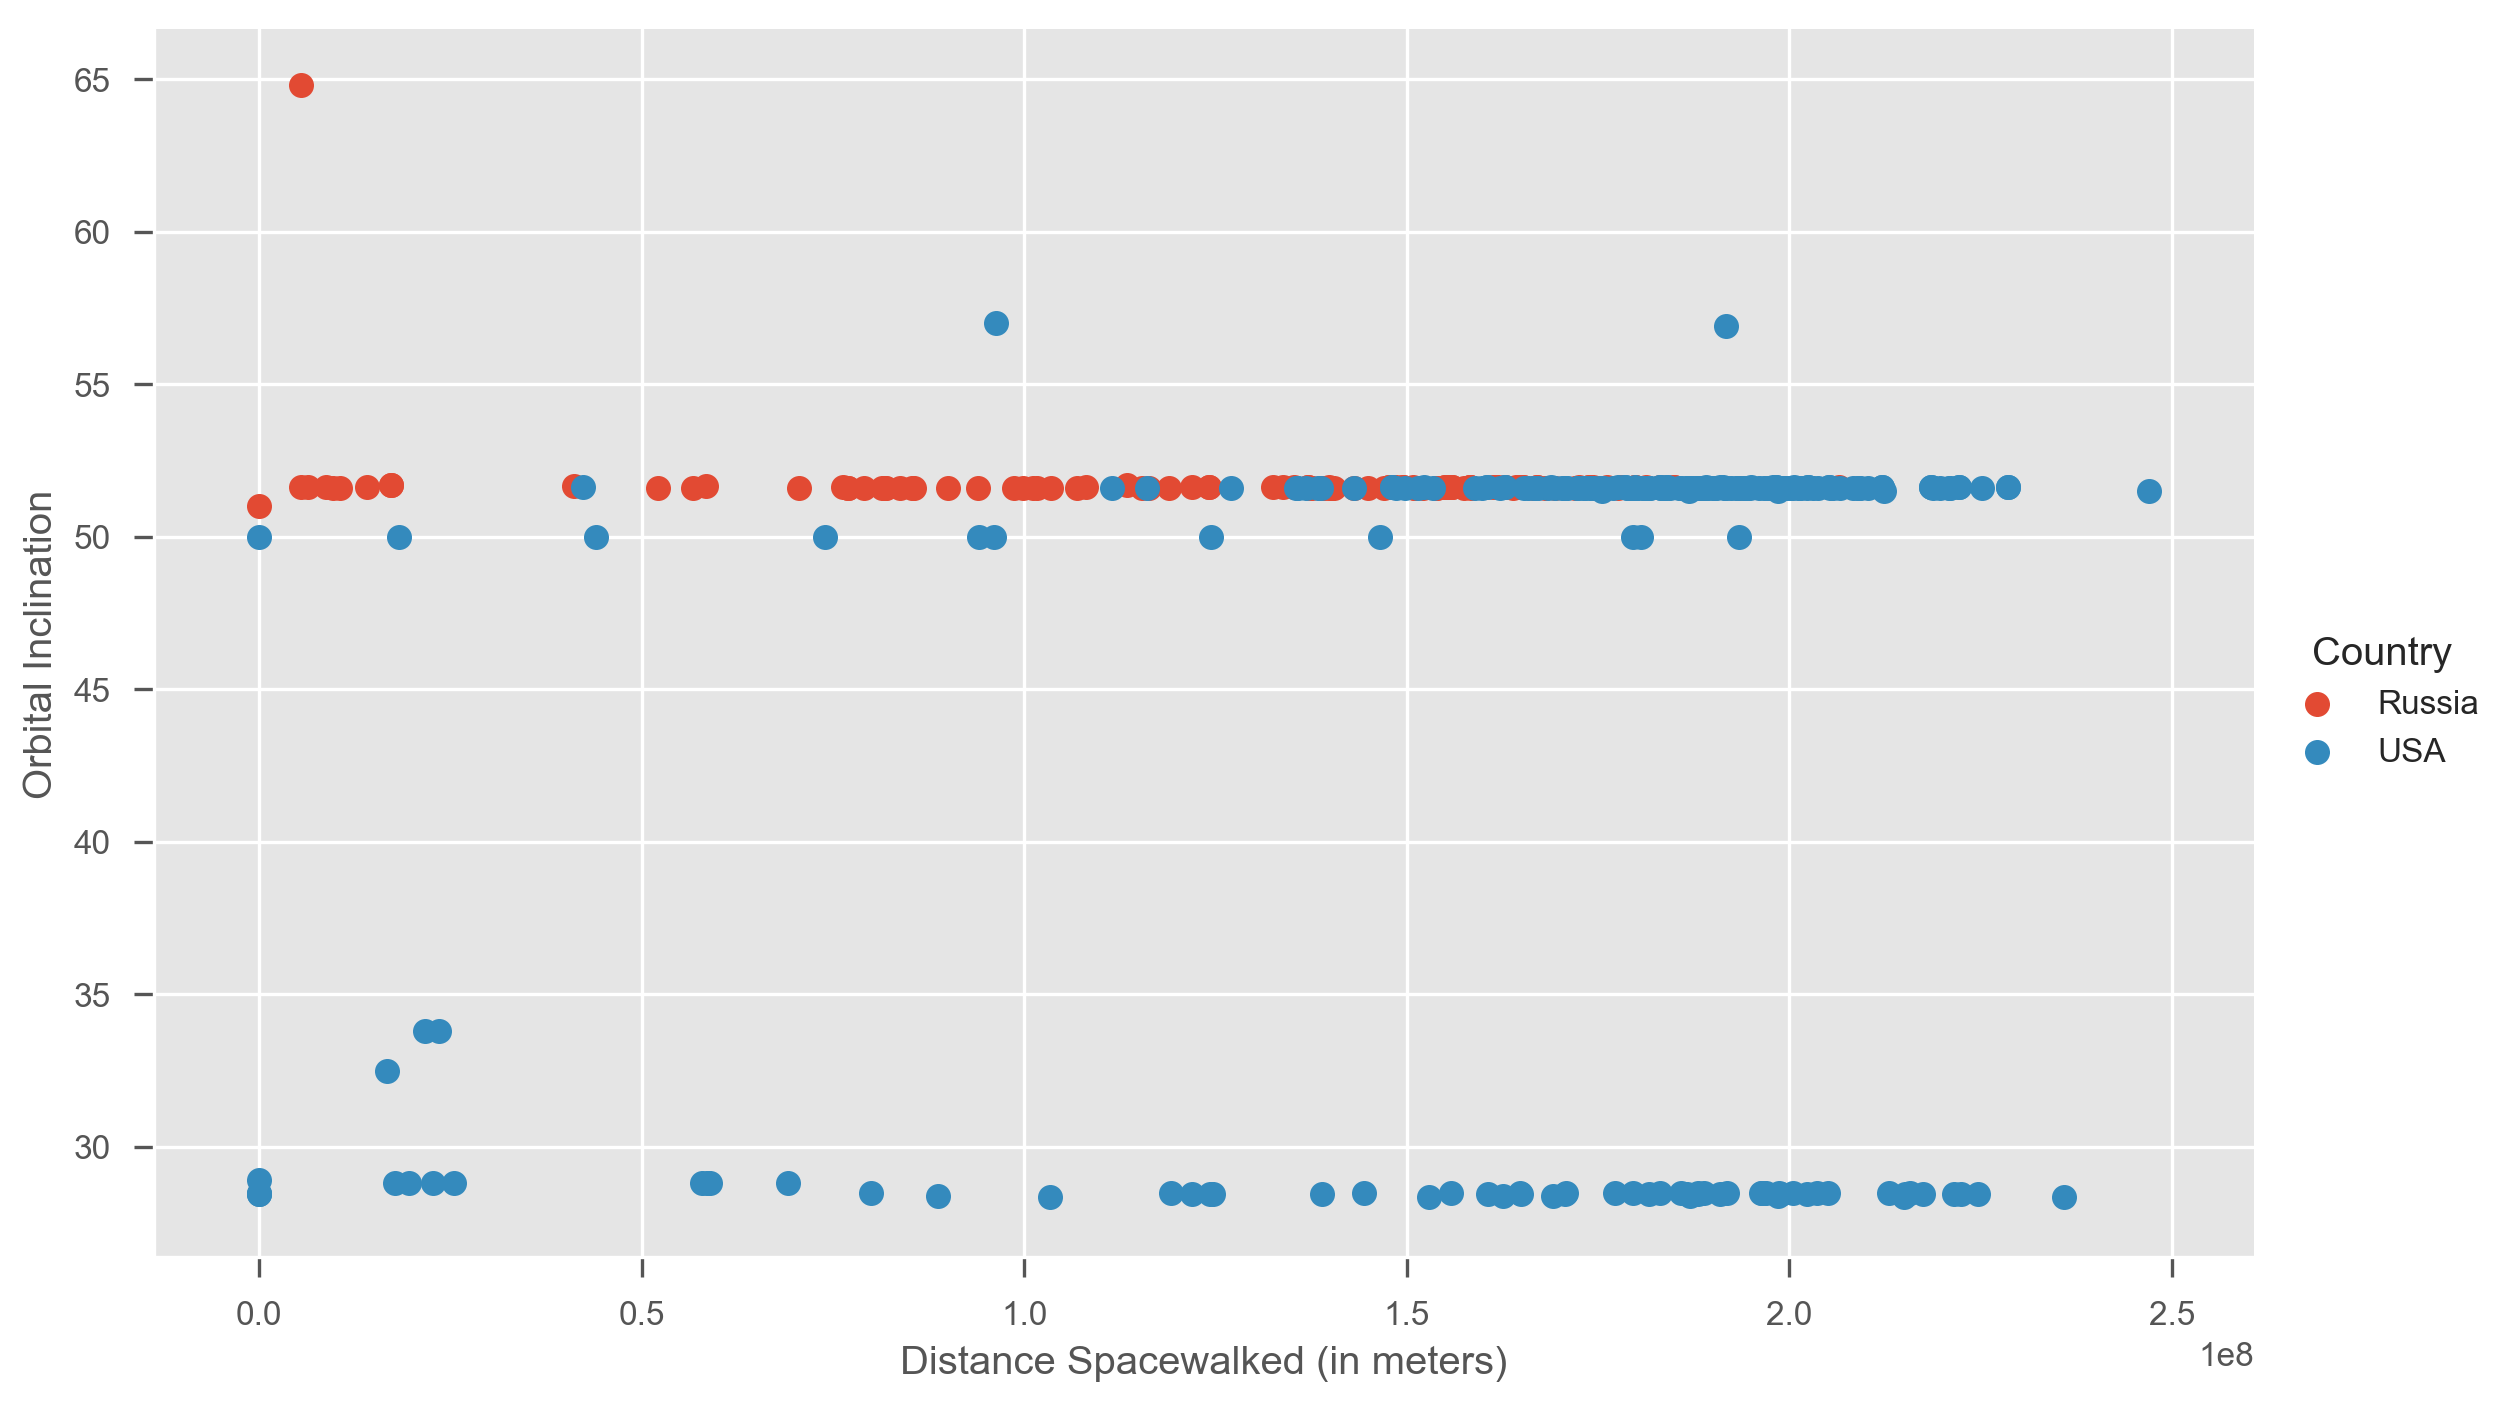 65
60
55
50
45
40
35
30
Orbital Inclination
0.0 0.5 1.0 1.5 2.0 2.5
1e8
Distance Spacewalked (in meters)
Country
Russia
USA